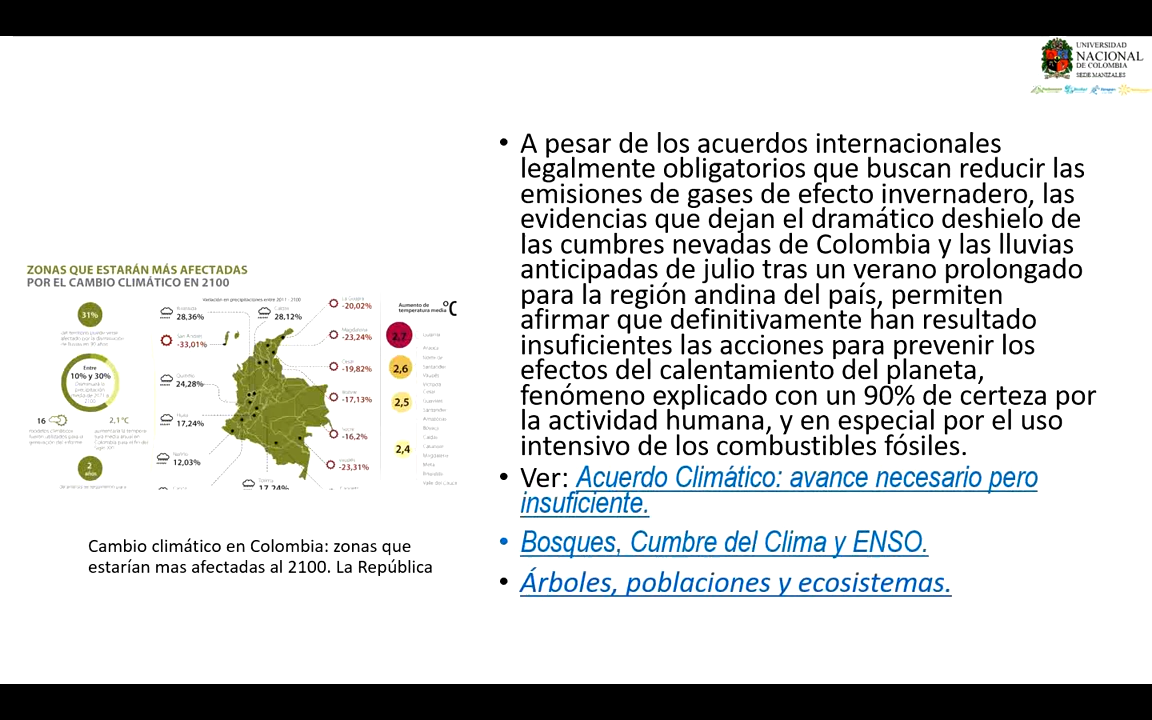 UNIVERSIDAD
NACIONAL
DE COLOMBIA
SEDE MANIZALES
• A pesar de los acuerdos internacionales
legalmente obligatorios que buscan reducir las
emisiones de gases de efecto invernadero, las
evidencias que dejan el dramático deshielo de
las cumbres nevadas de Colombia y las lluvias
anticipadas de julio tras un verano prolongado
para la región andina del país, permiten
afirmar que definitivamente han resultado
insuficientes las acciones para prevenir los
efectos del calentamiento del planeta,
fenómeno explicado con un 90% de certeza por
la actividad humana, y en especial por el uso
intensivo de los combustibles fósiles.
• Ver: Acuerdo Climático: avance necesario pero
insuficiente.
• Bosques, Cumbre del Clima y ENSO.
• Árboles, poblaciones y ecosistemas.
ZONAS QUE ESTARÁN MÁS AFECTADAS
POR EL CAMBIO CLIMÁTICO EN 2100
31%
Entre
10% y 30%
16
2,1°C
2
años
Variación en precipitaciones entre 2011 - 2100
28,36%
San Andrés
-33,01%
24,28%
17,24%
Nariño
12,03%
Caldas
28,12%
-20,02%
Magdalena
-23,24%
Cesar
-19,82%
Bolívar
-17,13%
Sucre
-16,2%
-23,31%
17,24%
Aumento de
temperatura media
°C
2,7
2,6
2,5
2,4
Cambio climático en Colombia: zonas que
estarían mas afectadas al 2100. La República